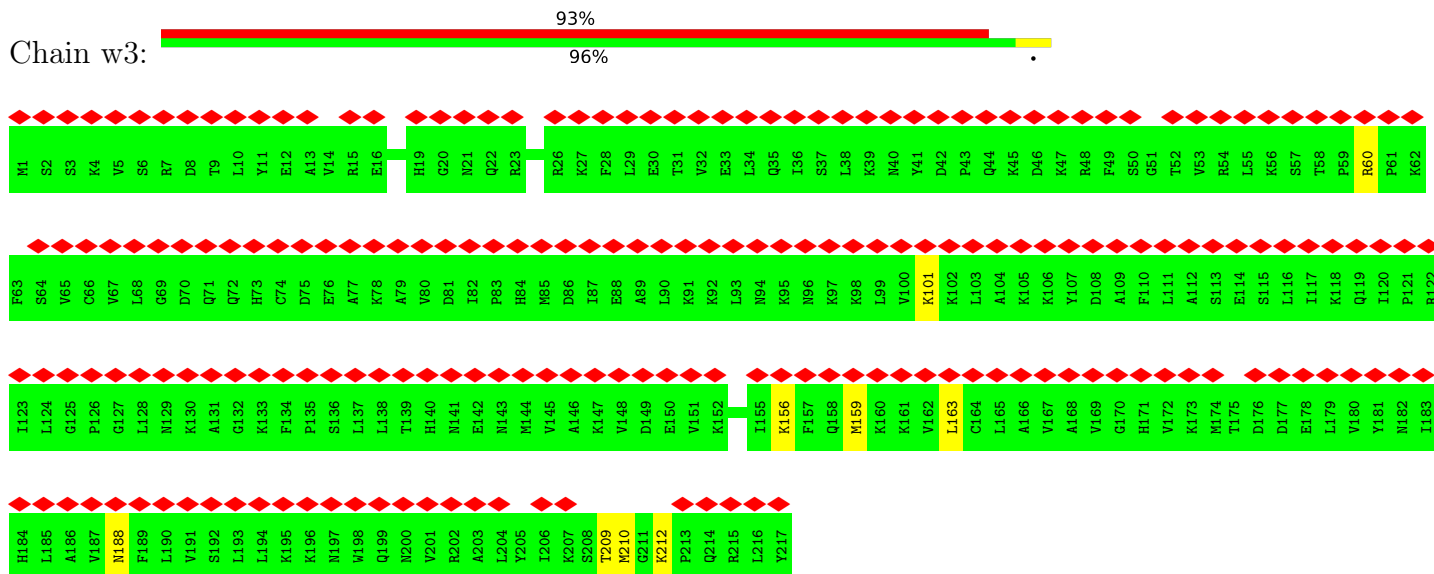 93%
Chain w3:
96%
.
M1 S2 S3 K4 V5 S6 R7 D8 T9 L10 Y11 E12 A13 V14 R15 E16 H19 G20 N21 Q22 R23 R26 K27 F28 L29 E30 T31 V32 E33 L34 Q35 I36 S37 L38 K39 N40 Y41 D42 P43 Q44 K45 D46 K47 R48 F49 S50 G51 T52 V53 R54 L55 K56 S57 T58 P59 R60 P61 K62
F63 S64 V65 C66 V67 L68 G69 D70 Q71 Q72 H73 C74 D75 E76 A77 K78 A79 V80 D81 I82 P83 H84 M85 D86 I87 E88 A89 L90 K91 K92 L93 N94 K95 N96 K97 K98 L99 V100 K101 K102 L103 A104 K105 K106 Y107 D108 A109 F110 L111 A112 S113 E114 S115 L116 I117 K118 Q119 I120 P121 R122
I123 L124 G125 P126 G127 L128 N129 K130 A131 G132 K133 F134 P135 S136 L137 L138 T139 H140 N141 E142 N143 M144 V145 A146 K147 V148 D149 E150 V151 K152 I155 K156 F157 Q158 M159 K160 K161 V162 L163 C164 L165 A166 V167 A168 V169 G170 H171 V172 K173 M174 T175 D176 D177 E178 L179 V180 Y181 N182 I183
H184 L185 A186 V187 N188 F189 L190 V191 S192 L193 L194 K195 K196 N197 W198 Q199 N200 V201 R202 A203 L204 Y205 I206 K207 S208 T209 M210 G211 K212 P213 Q214 R215 L216 Y217